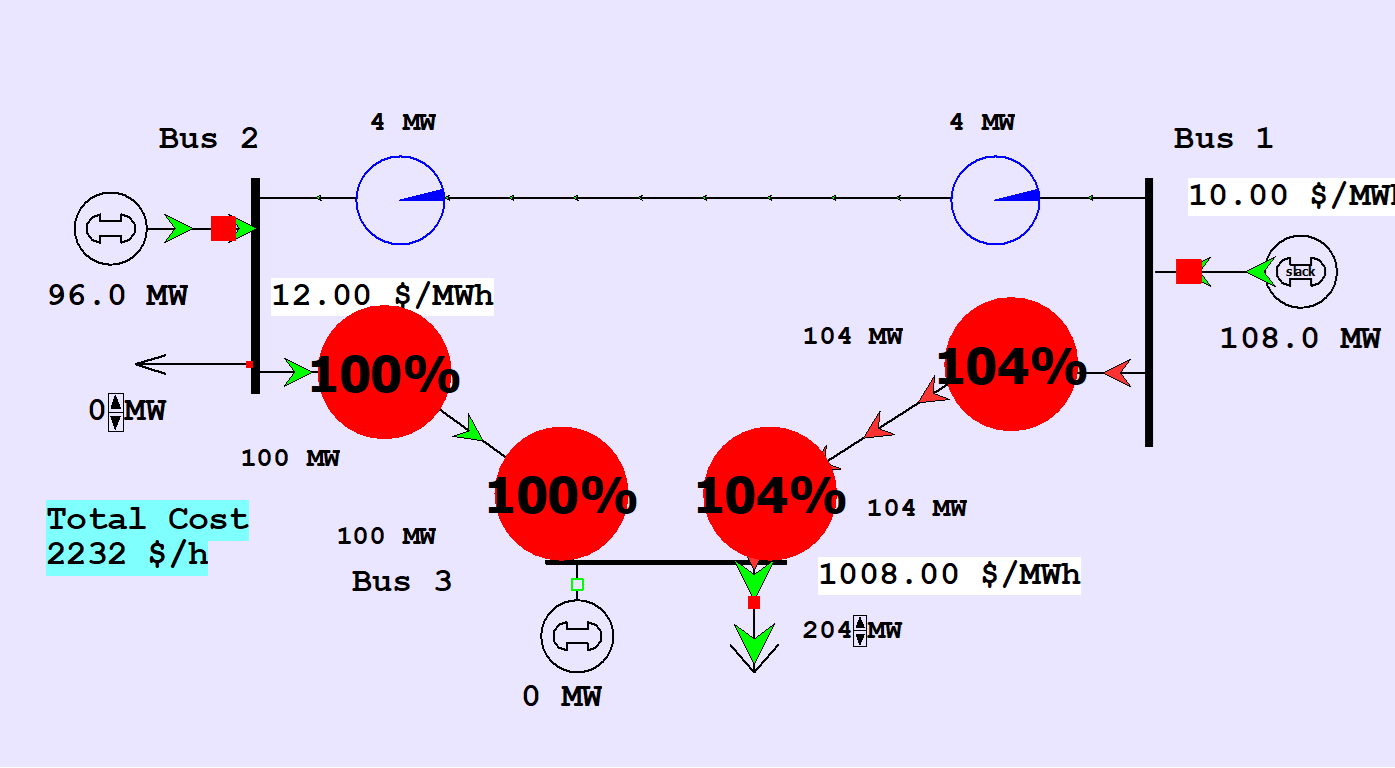 4 MW
4 MW
Bus 2
Bus 1
10.00 $/MWh
slack
96.0 MW
12.00 $/MWh
108.0 MW
104 MW
100%
104%
0 MW
100 MW
100%
104%
104 MW
Total Cost
2232 $/h
100 MW
Bus 3
1008.00 $/MWh
204 MW
0 MW